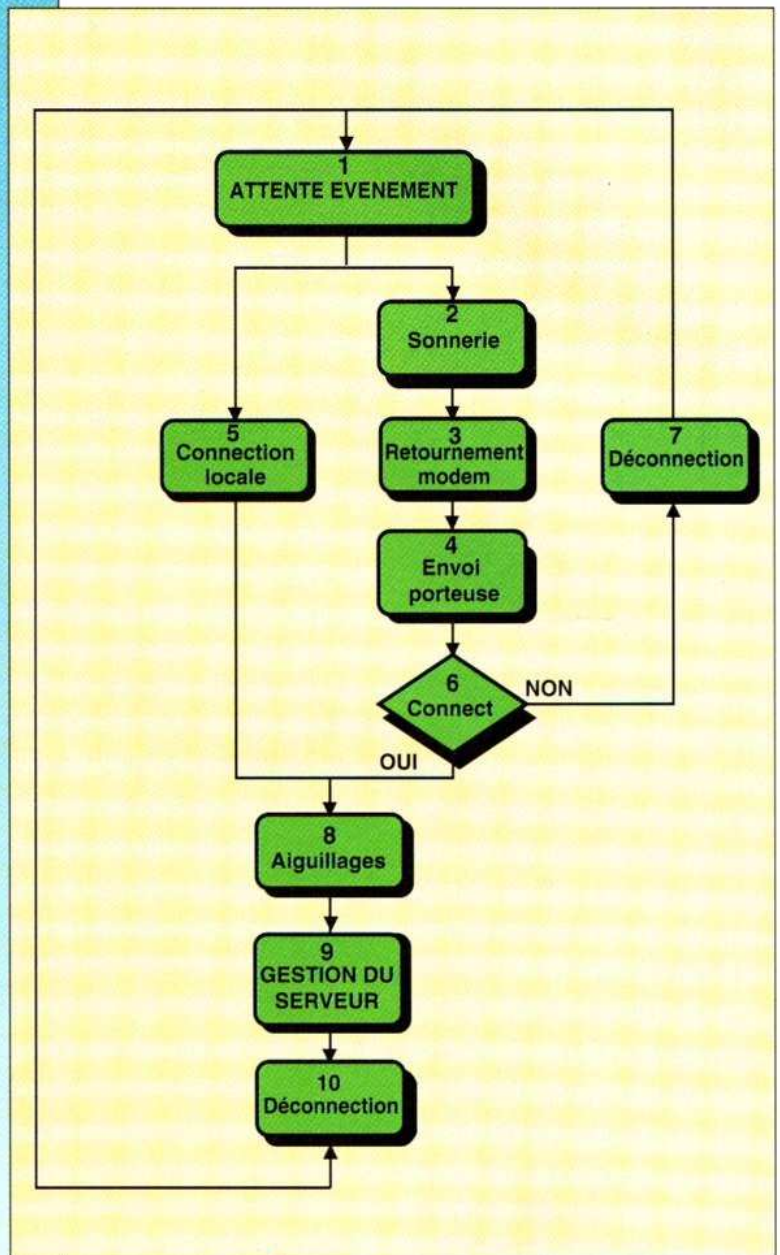 1
ATTENTE EVENEMENT
2
Sonnerie
3
Retournement
modem
4
Envoi
porteuse
5
Connection
locale
6
Connect
NON
OUI
7
Déconnection
8
Aiguillages
9
GESTION DU
SERVEUR
10
Déconnection